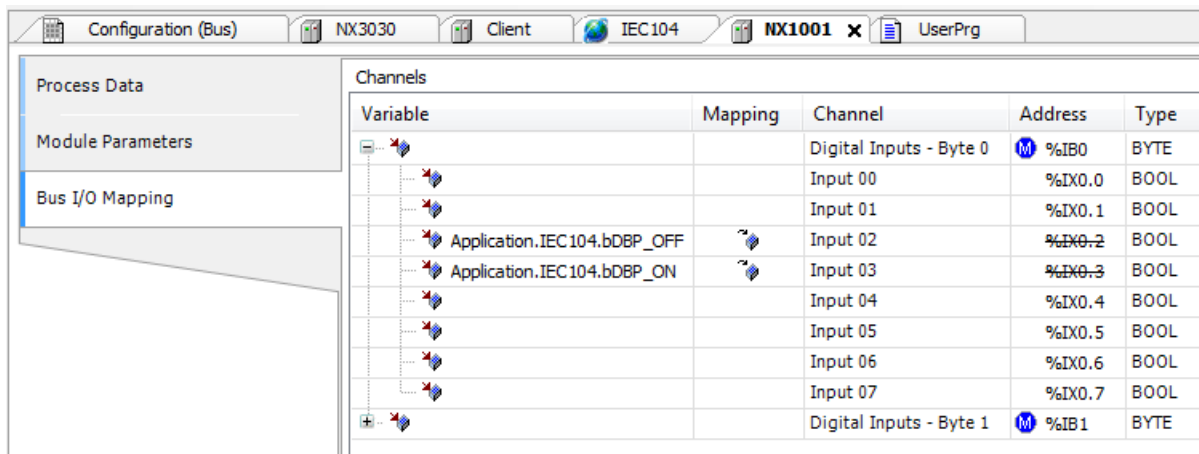 Configuration (Bus) NX3030 Client IEC104 NX1001 x UserPrg
Process Data
Module Parameters
Bus I/O Mapping
Channels
Variable Mapping Channel Address Type
Digital Inputs - Byte 0 M %IB0 BYTE
Input 00 %IX0.0 BOOL
Input 01 %IX0.1 BOOL
Application.IEC104.bDBP_OFF Input 02 %IX0.2 BOOL
Application.IEC104.bDBP_ON Input 03 %IX0.3 BOOL
Input 04 %IX0.4 BOOL
Input 05 %IX0.5 BOOL
Input 06 %IX0.6 BOOL
Input 07 %IX0.7 BOOL
Digital Inputs - Byte 1 M %IB1 BYTE